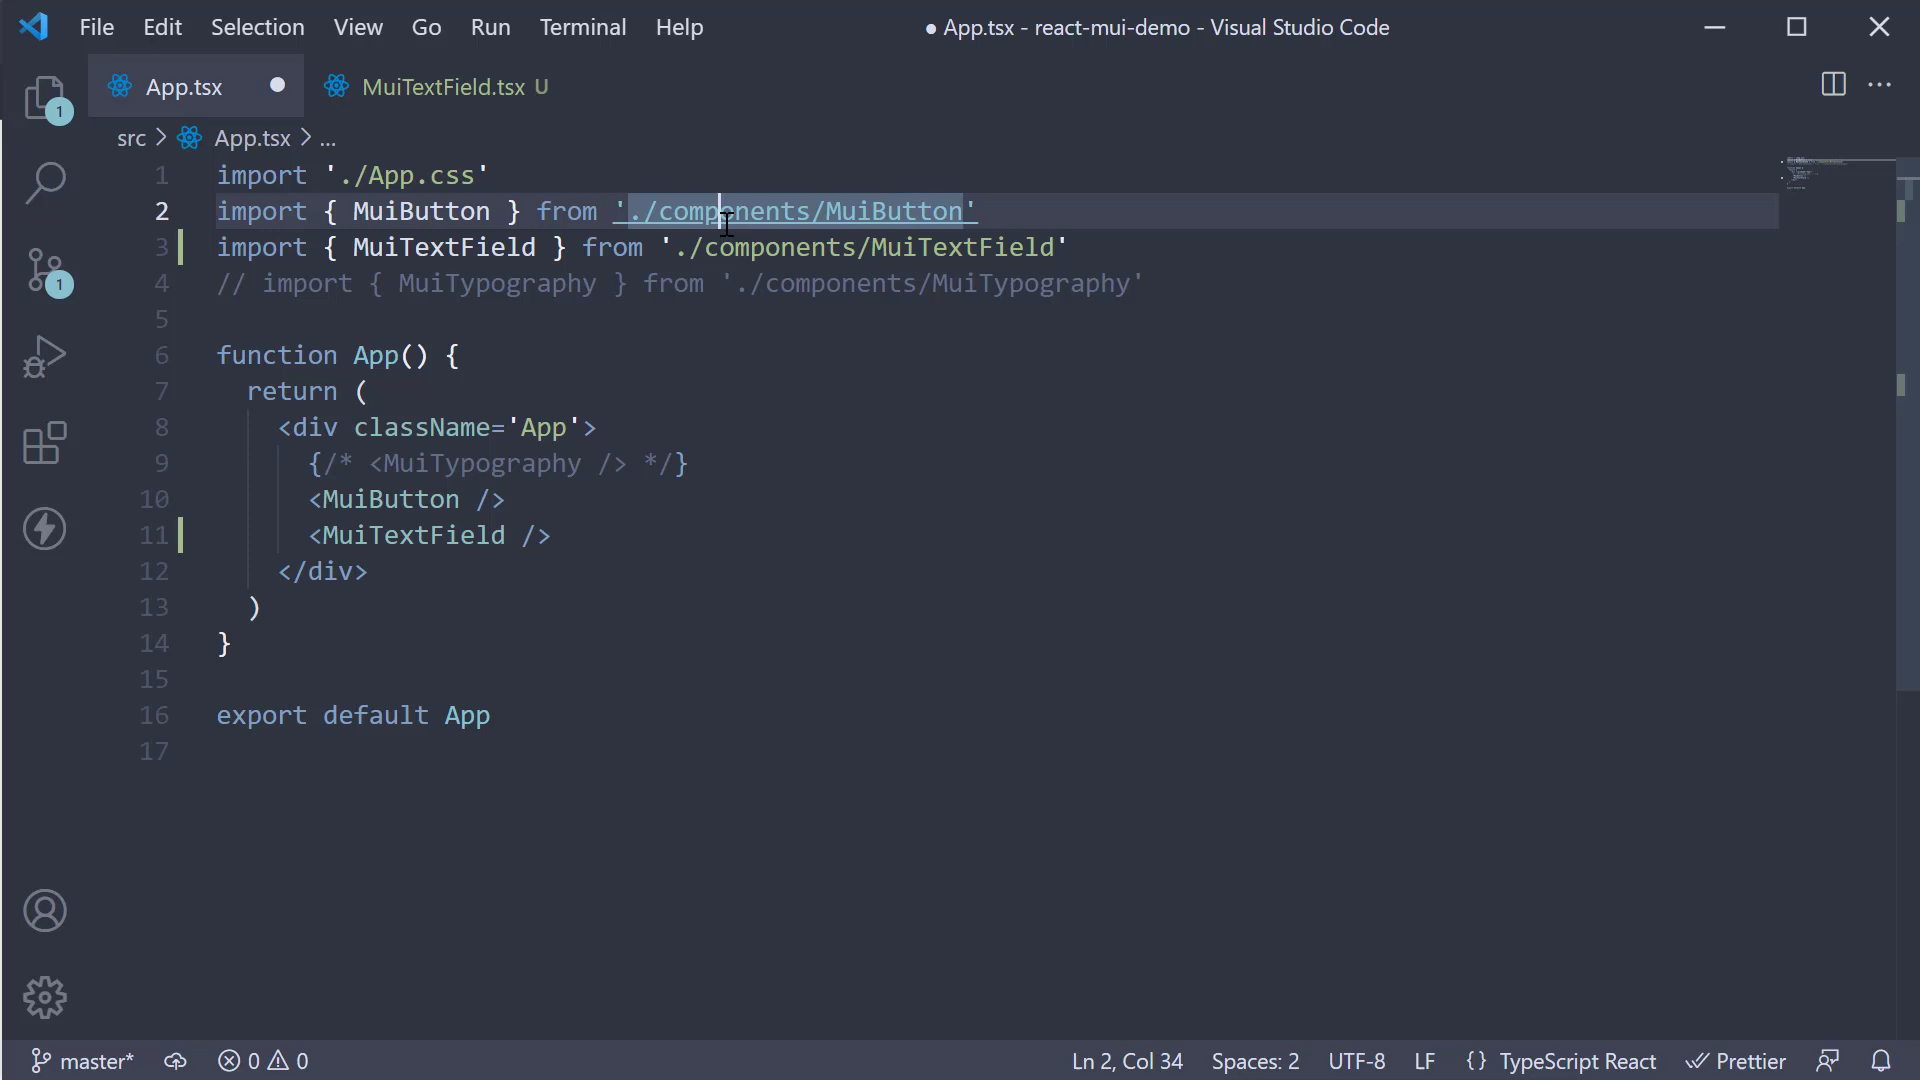 File Edit Selection View Go Run Terminal Help ● App.tsx - react-mui-demo - Visual Studio Code
App.tsx ● MuiTextField.tsx U
src > App.tsx > ...
1 import './App.css'
2 import { MuiButton } from './components/MuiButton'
3 import { MuiTextField } from './components/MuiTextField'
4 // import { MuiTypography } from './components/MuiTypography'
5
6 function App() {
7 return (
8 <div className='App'>
9 {/* <MuiTypography /> */}
10 <MuiButton />
11 <MuiTextField />
12 </div>
13 )
14 }
15
16 export default App
17
1
1
master* 0 0 Ln 2, Col 34 Spaces: 2 UTF-8 LF {} TypeScript React Prettier